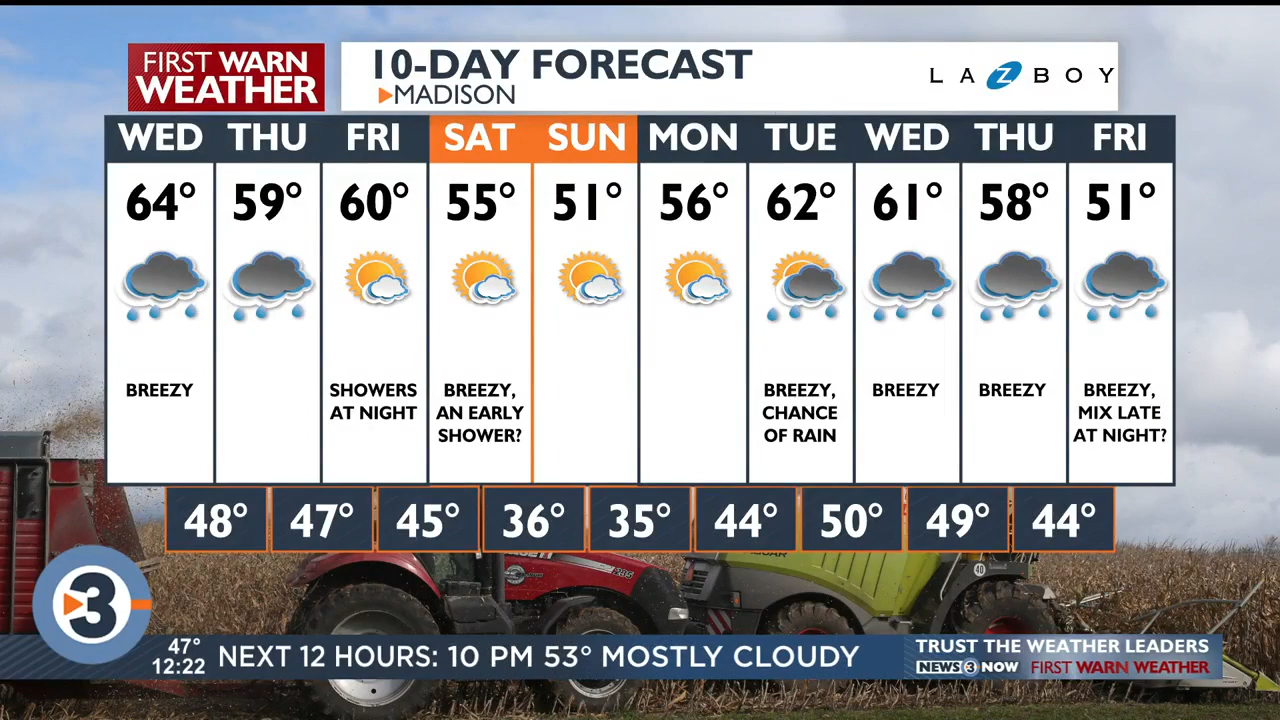 FIRST WARN
WEATHER
10-DAY FORECAST
MADISON
LAZBOY
WED THU FRI SAT SUN MON TUE WED THU FRI
64° 59° 60° 55° 51° 56° 62° 61° 58° 51°
BREEZY
SHOWERS
AT NIGHT
BREEZY,
AN EARLY
SHOWER?
BREEZY,
CHANCE
OF RAIN
BREEZY
BREEZY
BREEZY,
MIX LATE
AT NIGHT?
48° 47° 45° 36° 35° 44° 50° 49° 44°
235
40
3
47°
12:22
NEXT 12 HOURS: 10 PM 53° MOSTLY CLOUDY
TRUST THE WEATHER LEADERS
NEWS 3 NOW FIRST WARN WEATHER